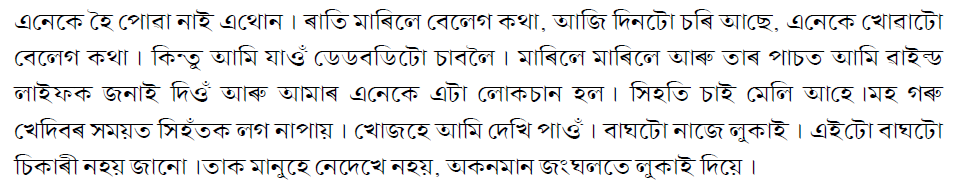 এনেকে হৈ পোৱা নাই এথোন। ৰাতি মাৰিলে বেলেগ কথা, আজি দিনটো চৰি আছে, এনেকে খোৱাটো
বেলেগ কথা। কিন্তু আমি যাওঁ ডেডবডিটো চাবলৈ। মাৰিলে মাৰিলে আৰু তাৰ পাচত আমি ৱাইল্ড
লাইফক জনাই দিওঁ আৰু আমাৰ এনেকে এটা লোকচান হল। সিহতি চাই মেলি আহে।মহ গৰু
খেদিবৰ সময়ত সিহঁতক লগ নাপায়। খোজহে আমি দেখি পাওঁ। বাঘটো নাজে লুকাই। এইটো বাঘটো
চিকাৰী নহয় জানো।তাক মানুহে নেদেখে নহয়, অকনমান জংঘলতে লুকাই দিয়ে।